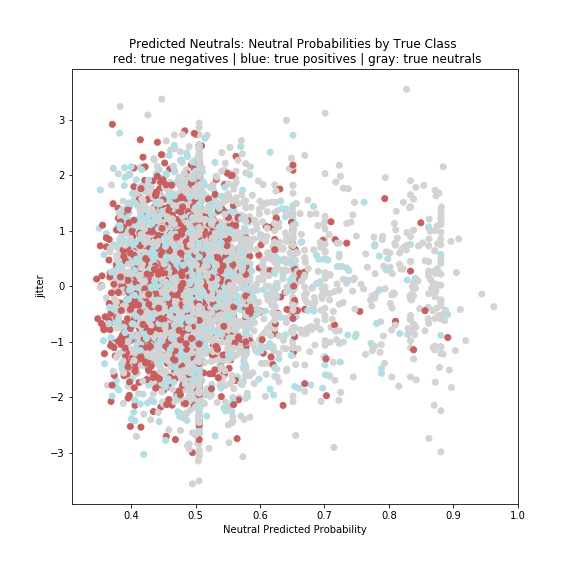 Predicted Neutrals: Neutral Probabilities by True Class
red: true negatives | blue: true positives | gray: true neutrals
3
2
1
0
−1
−2
−3
jitter
0.4 0.5 0.6 0.7 0.8 0.9 1.0
Neutral Predicted Probability